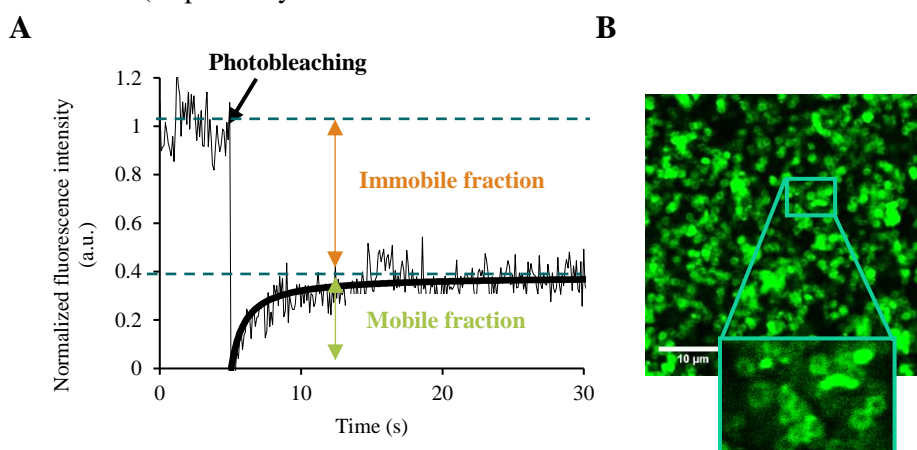 A
B
Photobleaching
Normalized fluorescence intensity
(a.u.)
1.2
1
0.8
0.6
0.4
0.2
0
Immobile fraction
Mobile fraction
0
10
20
30
Time (s)
10 μm